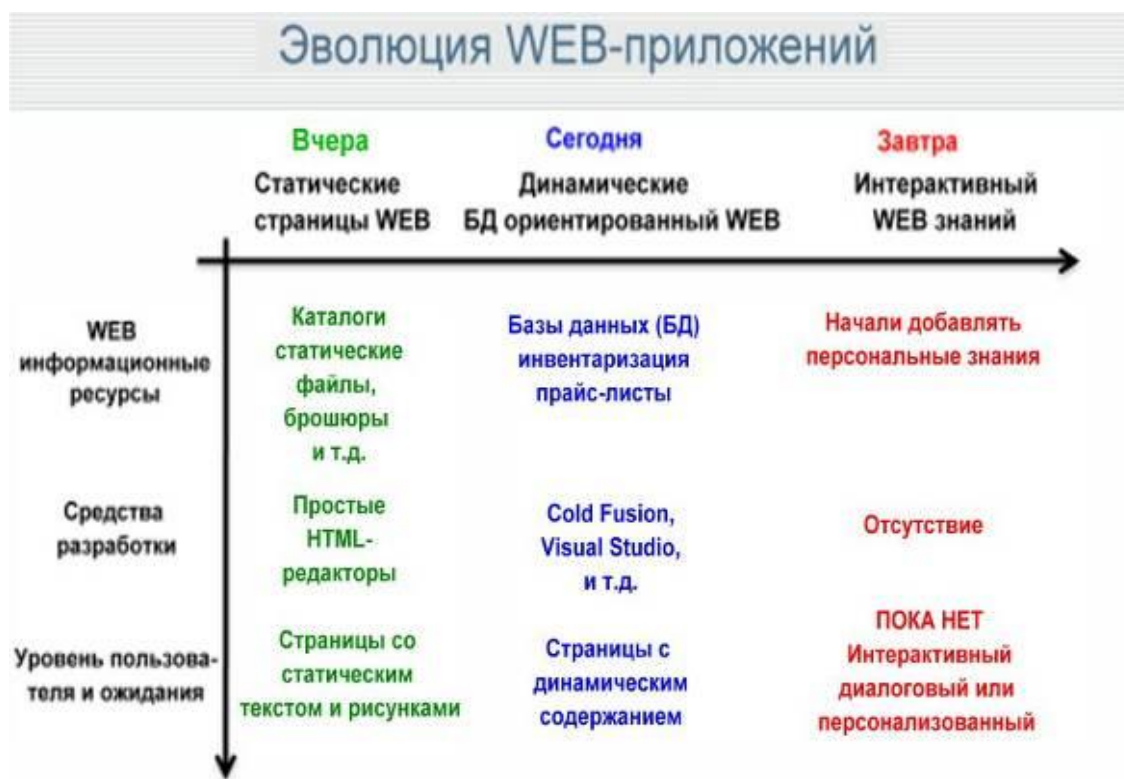 Эволюция WEB-приложений
Вчера
Статические
страницы WEB
Сегодня
Динамические
БД ориентированный WEB
Завтра
Интерактивный
WEB знаний
WEB
информационные
ресурсы
Каталоги
статические
файлы,
брошюры
и т.д.
Базы данных (БД)
инвентаризация
прайс-листы
Начали добавлять
персональные знания
Средства
разработки
Простые
HTML-
редакторы
Cold Fusion,
Visual Studio,
и т.д.
Отсутствие
Уровень пользова-
теля и ожидания
Страницы со
статическим
текстом и рисунками
Страницы с
динамическим
содержанием
ПОКА НЕТ
Интерактивный
диалоговый или
персонализованный